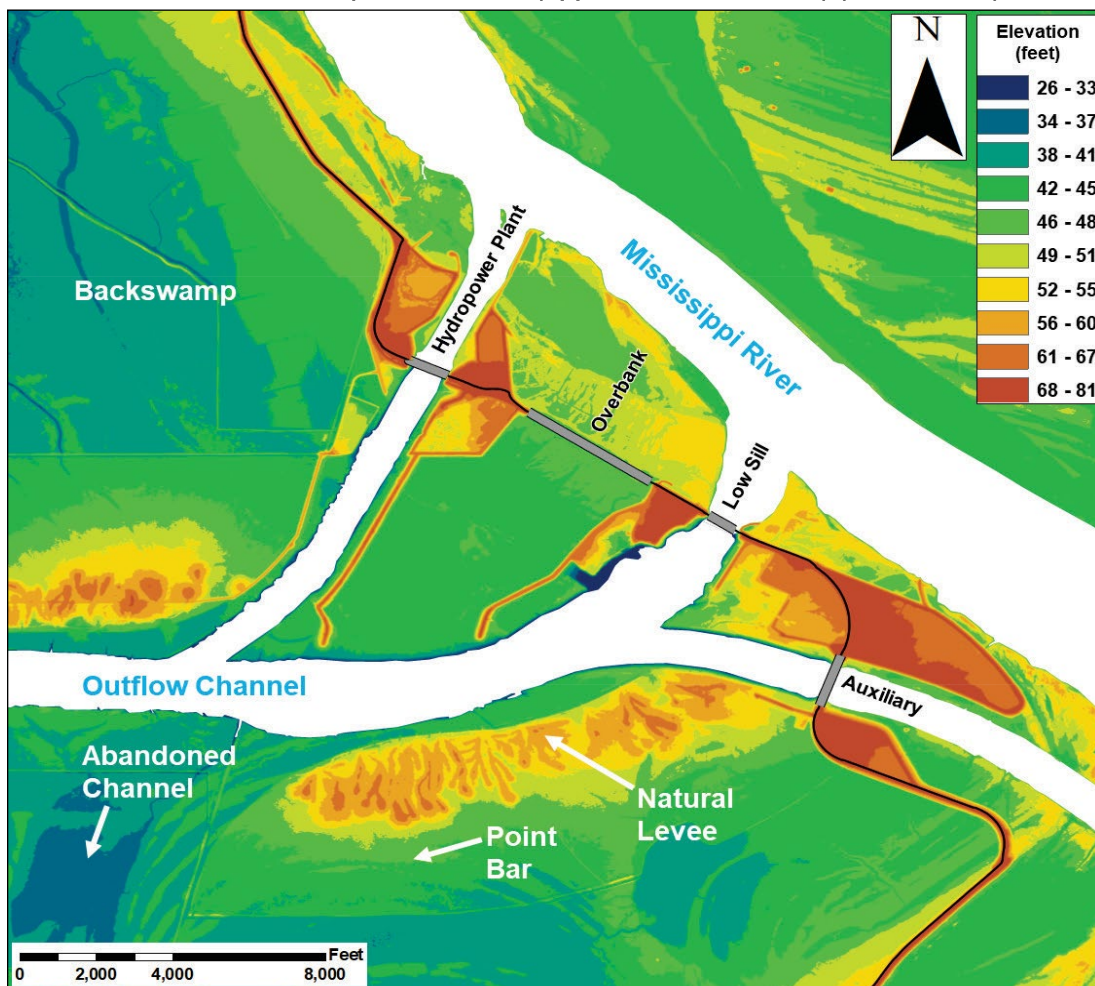 N
Elevation
(feet)
26 - 33
34 - 37
38 - 41
42 - 45
46 - 48
49 - 51
52 - 55
56 - 60
61 - 67
68 - 81
Hydropower Plant
Mississippi River
Backswamp
Overbank
Low Sill
Outflow Channel
Auxiliary
Abandoned
Channel
Natural
Levee
Point
Bar
Feet
0 2,000 4,000 8,000